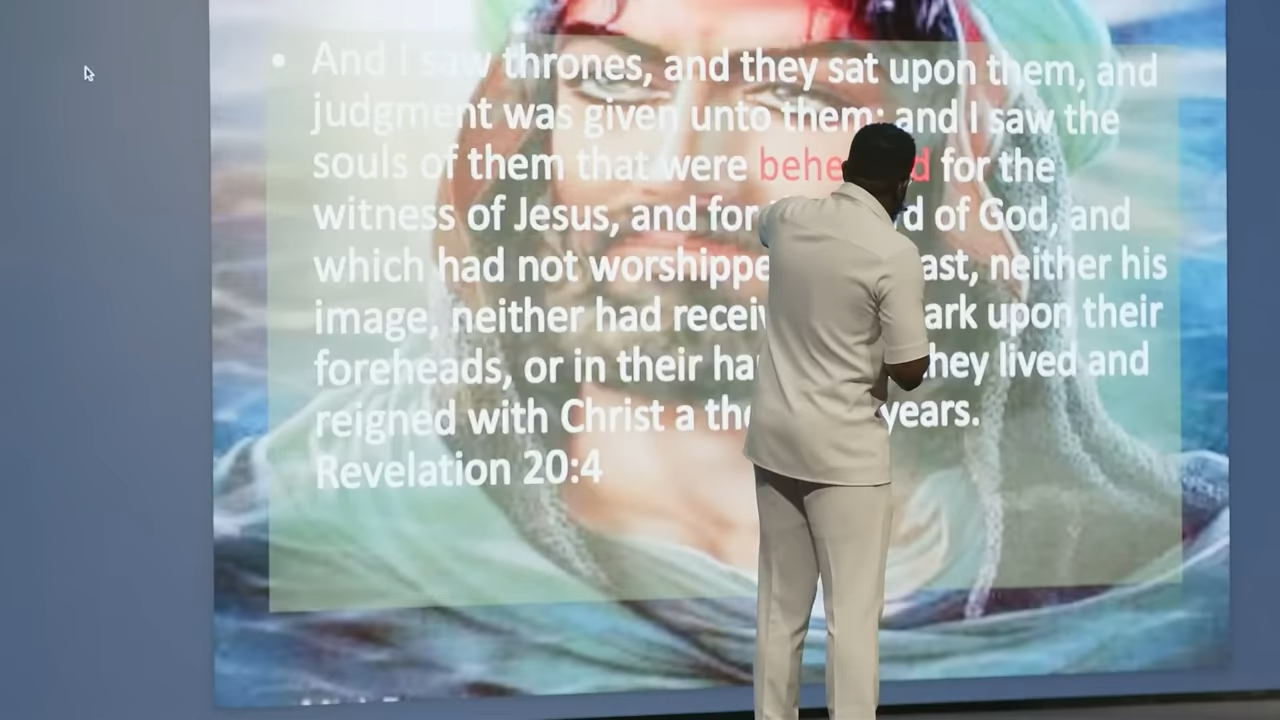 • And I saw thrones, and they sat upon them, and
judgment was given unto them: and I saw the
souls of them that were for the
witness of Jesus, and for of God, and
which had not neither his
image, neither had upon their
foreheads, or in their lived and
reigned with Christ a years.
Revelation 20:4